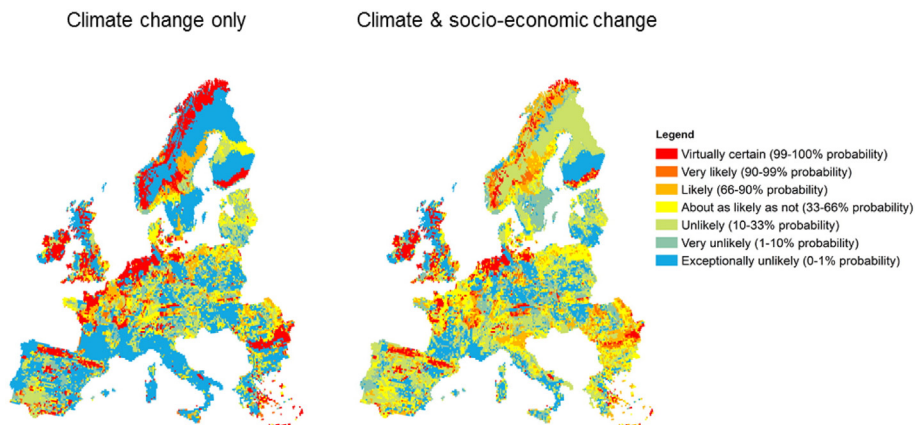 Climate change only
Climate & socio-economic change
Legend
Virtually certain (99-100% probability)
Very likely (90-99% probability)
Likely (66-90% probability)
About as likely as not (33-66% probability)
Unlikely (10-33% probability)
Very unlikely (1-10% probability)
Exceptionally unlikely (0-1% probability)